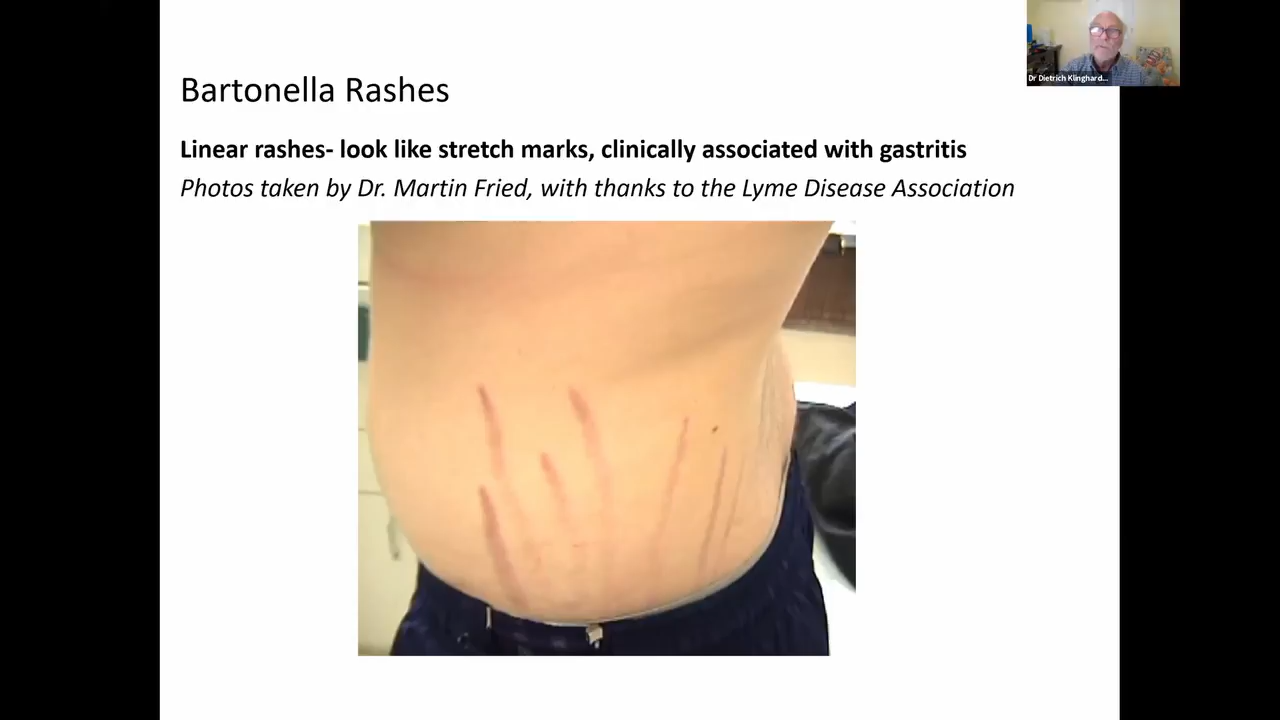 Bartonella Rashes
Linear rashes- look like stretch marks, clinically associated with gastritis
Photos taken by Dr. Martin Fried, with thanks to the Lyme Disease Association
Dr Dietrich Klinghard...